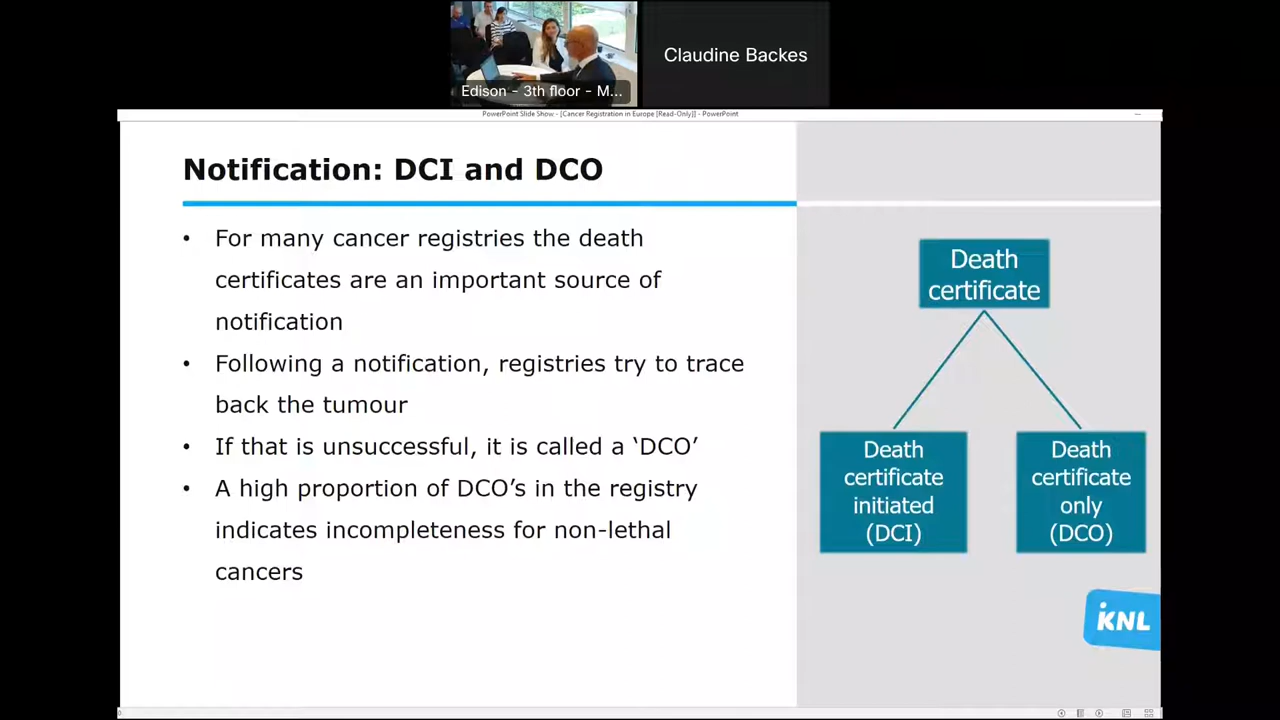 Claudine Backes
Edison - 3th floor - M...
PowerPoint Slide Show - [Cancer Registration in Europe [Read-Only]] - PowerPoint
Notification: DCI and DCO
• For many cancer registries the death
certificates are an important source of
notification
• Following a notification, registries try to trace
back the tumour
• If that is unsuccessful, it is called a ‘DCO’
• A high proportion of DCO’s in the registry
indicates incompleteness for non-lethal
cancers
Death
certificate
Death
certificate
initiated
(DCI)
Death
certificate
only
(DCO)
iKNL